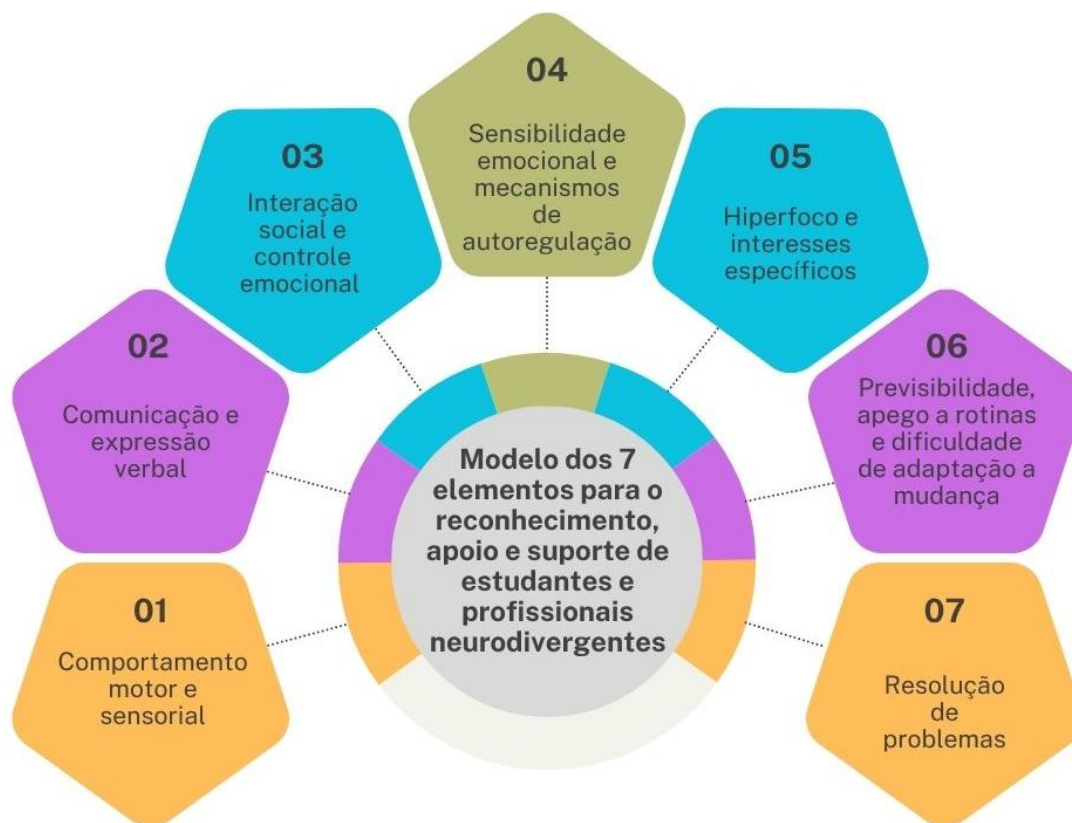 01
Comportamento
motor e
sensorial
02
Comunicação e
expressão
verbal
03
Interação
social e
controle
emocional
04
Sensibilidade
emocional e
mecanismos
de
autoregulação
05
Hiperfoco e
interesses
específicos
06
Previsibilidade,
apego a rotinas
e dificuldade
de adaptação a
mudança
07
Resolução
de
problemas
Modelo dos 7
elementos para o
reconhecimento,
apoio e suporte de
estudantes e
profissionais
neurodivergentes